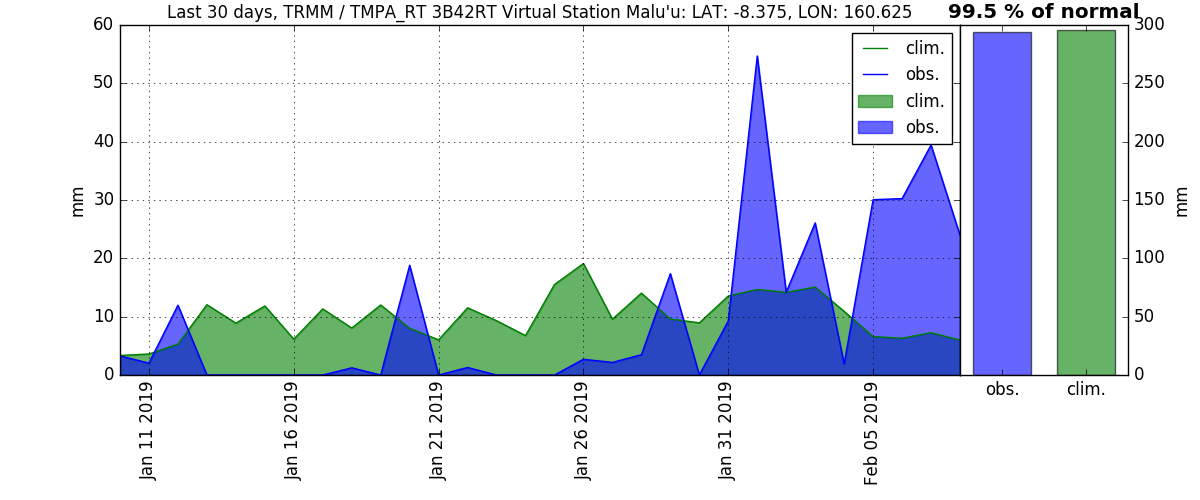 Last 30 days, TRMM / TMPA_RT 3B42RT Virtual Station Malu'u: LAT: -8.375, LON: 160.625
99.5 % of normal
60
50
40
30
20
10
0
mm
clim.
obs.
clim.
obs.
Jan 11 2019
Jan 16 2019
Jan 21 2019
Jan 26 2019
Jan 31 2019
Feb 05 2019
300
250
200
150
100
50
0
mm
obs.
clim.